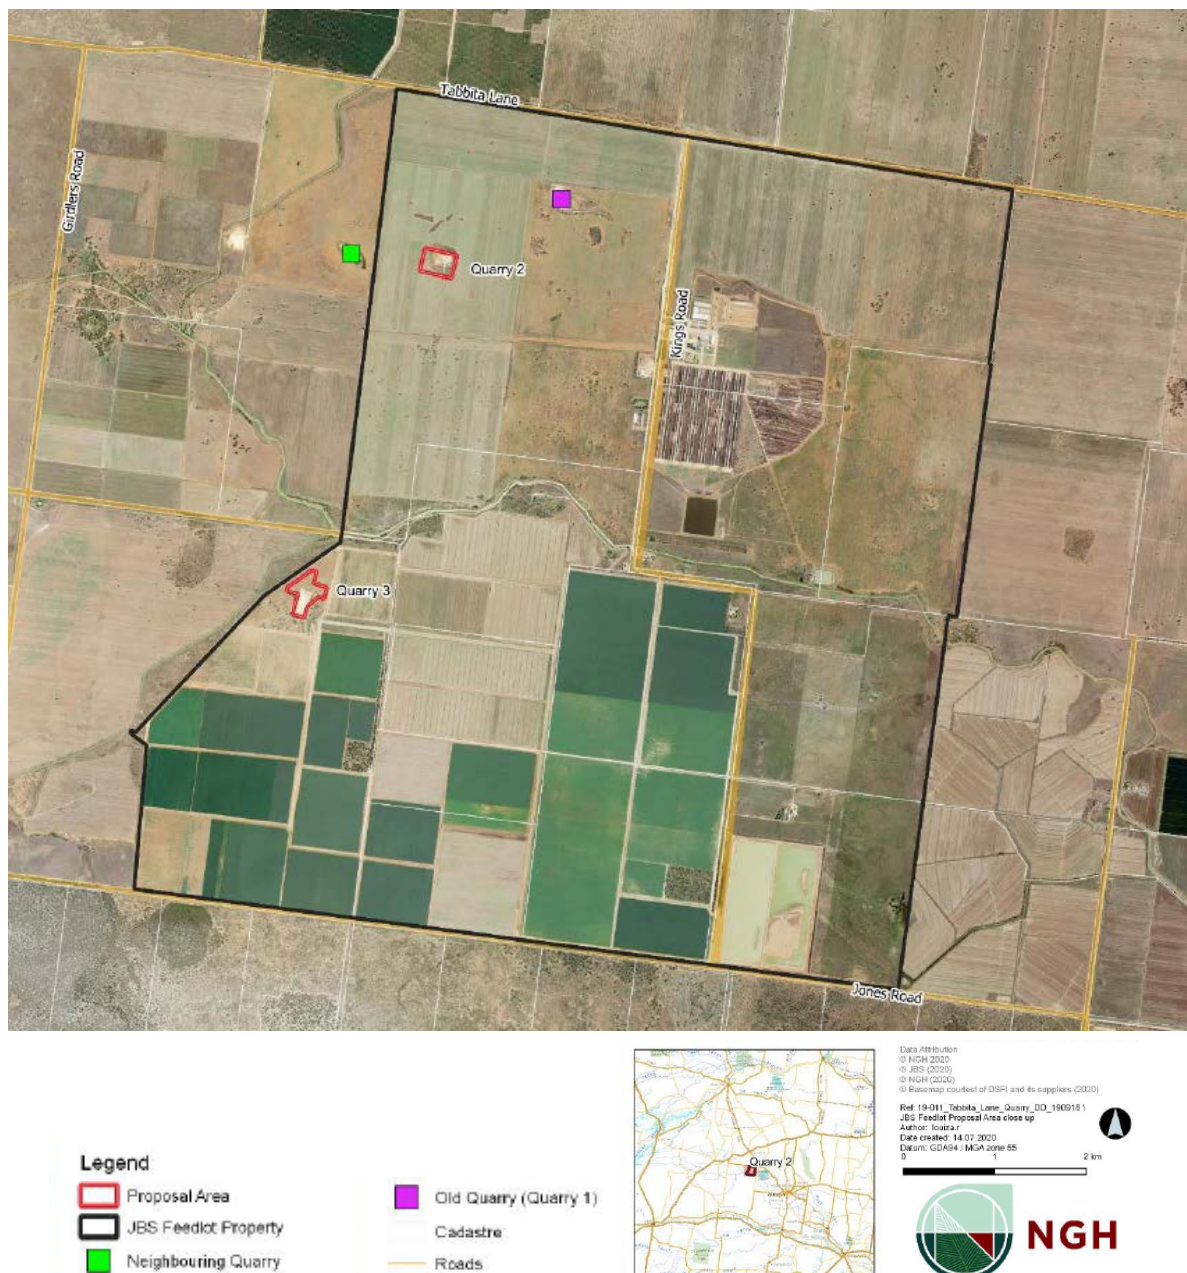 Tabbita Lane
Girdlers Road
Quarry 2
Kings Road
Quarry 3
Jones Road
Legend
Proposal Area
JBS Feedlot Property
Neighbouring Quarry
Old Quarry (Quarry 1)
Cadastre
Roads
Quarry 2
Data Attribution
© NGH 2020
© JBS (2020)
© NGH (2020)
© Basemap courtest of DSFI and its suppliers (2020)
Ref: 19-011_Tabbita_Lane_Quarry_DD_190916 \
JBS Feedlot Proposal Area close up
Author: louiza.r
Date created: 14.07.2020
Datum: GDA94 / MGA zone 55
0 1 2 km
NGH